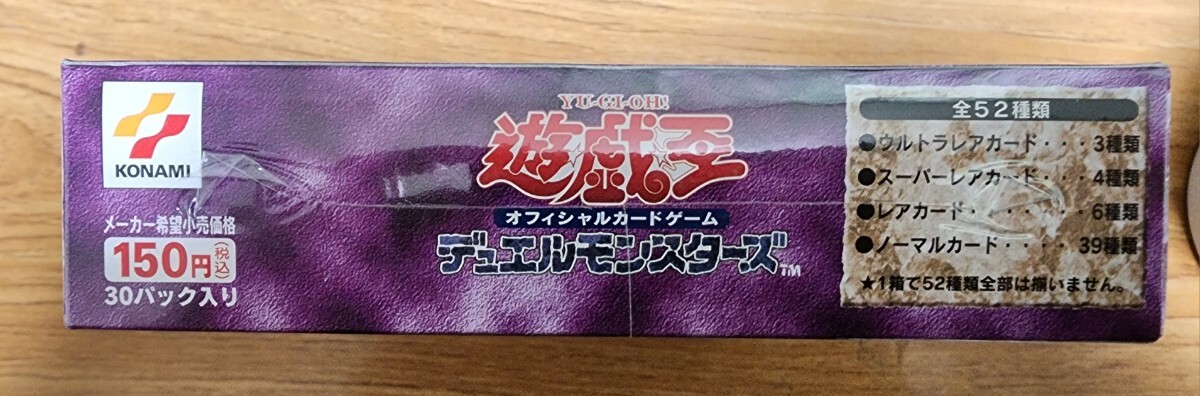 KONAMI
メーカー希望小売価格
150円(税込)
30パック入り
YU-GI-OH!
遊戯王
オフィシャルカードゲーム
デュエルモンスターズ™
全52種類
●ウルトラレアカード・・・3種類
●スーパーレアカード・・・4種類
●レアカード・・・・・・・6種類
●ノーマルカード・・・・39種類
★1箱で52種類全部は揃いません。